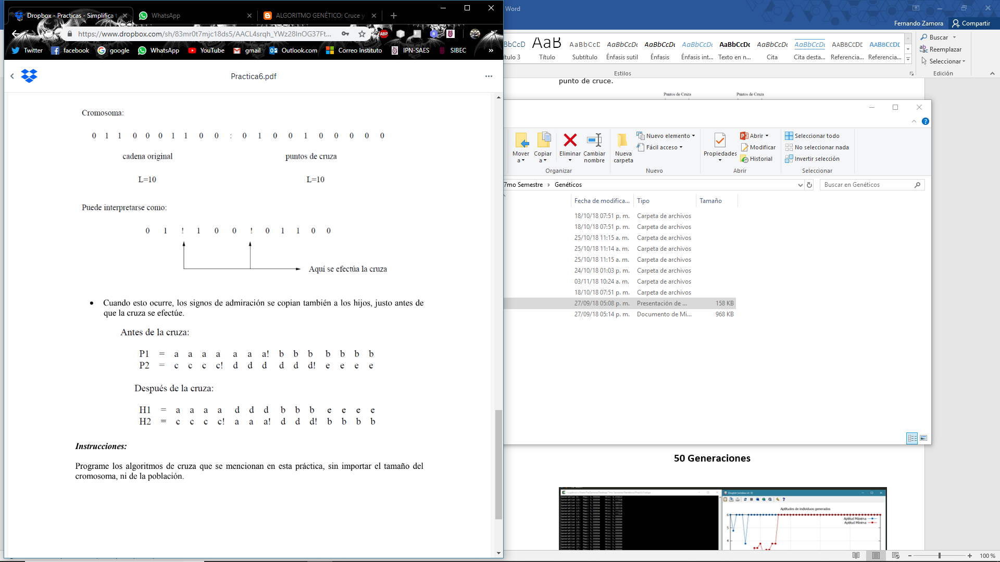 Dropbox - Practicas - Simplifica t
WhatsApp
ALGORITMO GENÉTICO: Cruce y
https://www.dropbox.com/sh/83mr0t7mjc18ds5/AACL4srqh_YWz28lnOG37Ft...
ABP
Twitter facebook google WhatsApp YouTube gmail Outlook.com Correo Instituto IPN-SAES SIBEC »
Practica6.pdf
Cromosoma:
0 1 1 0 0 0 1 1 0 0 : 0 1 0 0 1 0 0 0 0 0
cadena original puntos de cruza
L=10 L=10
Puede interpretarse como:
0 1 ! 1 0 0 ! 0 1 1 0 0
Aquí se efectúa la cruza
• Cuando esto ocurre, los signos de admiración se copian también a los hijos, justo antes de
que la cruza se efectúe.
Antes de la cruza:
P1 = a a a a a a a! b b b b b b b
P2 = c c c c! d d d d d d! e e e e
Después de la cruza:
H1 = a a a a d d d b b b e e e e
H2 = c c c c! a a a! d d d! b b b b
Instrucciones:
Programe los algoritmos de cruza que se mencionan en esta práctica, sin importar el tamaño del
cromosoma, ni de la población.
Word
Fernando Zamora Compartir
AaBbCcDc AaBbCcDc AaBbCcDc AaBbCcDc AaBbCcDc AaBbCcDc AaBbCcDc AABBCCDD AABBCCDD
Título 3 Título Subtítulo Énfasis sutil Énfasis Énfasis int... Texto en n... Cita Cita desta... Referencia... Referencia...
Estilos
Buscar
Reemplazar
Seleccionar
Edición
punto de cruce.
Puntos de Cruza Puntos de Cruza
Mover a
Copiar a
Eliminar
Cambiar nombre
Organizar
Nueva carpeta
Nuevo elemento
Fácil acceso
Nuevo
Propiedades
Abrir
Modificar
Historial
Abrir
Seleccionar todo
No seleccionar nada
Invertir selección
Seleccionar
7mo Semestre > Genéticos
Buscar en Genéticos
Fecha de modifica... Tipo Tamaño
18/10/18 07:51 p. m. Carpeta de archivos
18/10/18 07:51 p. m. Carpeta de archivos
25/10/18 11:15 a. m. Carpeta de archivos
25/10/18 11:14 a. m. Carpeta de archivos
25/10/18 11:15 a. m. Carpeta de archivos
24/10/18 01:03 p. m. Carpeta de archivos
03/11/18 10:24 a. m. Carpeta de archivos
18/10/18 07:51 p. m. Carpeta de archivos
27/09/18 05:08 p. m. Presentación de ... 158 KB
27/09/18 05:14 p. m. Documento de Mi... 968 KB
50 Generaciones
Aptitudes de individuos generados
Aptitud Máxima
Aptitud Mínima
6
5
4
100 %